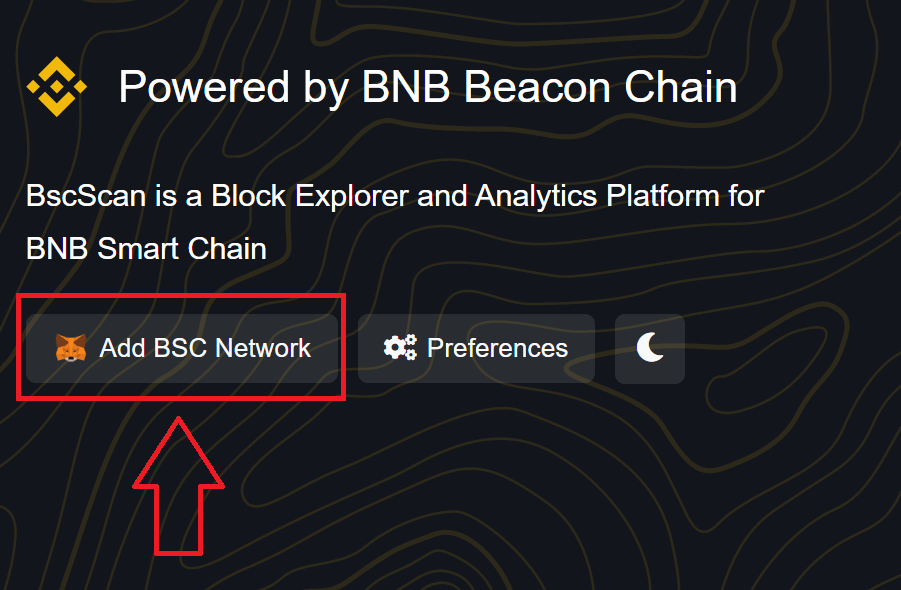 Powered by BNB Beacon Chain
BscScan is a Block Explorer and Analytics Platform for
BNB Smart Chain
Add BSC Network
Preferences